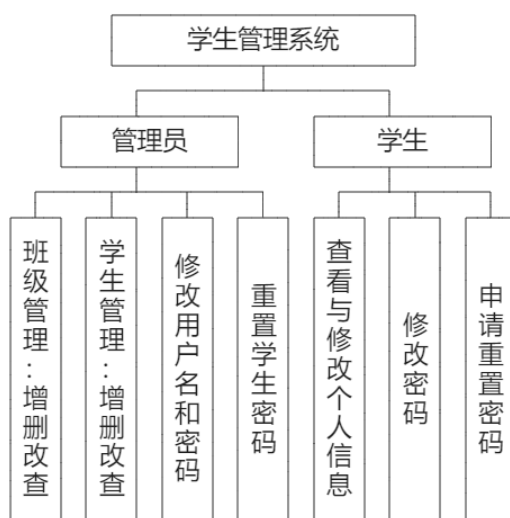 学生管理系统
管理员
学生
班级管理：增删改查
学生管理：增删改查
修改用户名和密码
重置学生密码
查看与修改个人信息
修改密码
申请重置密码